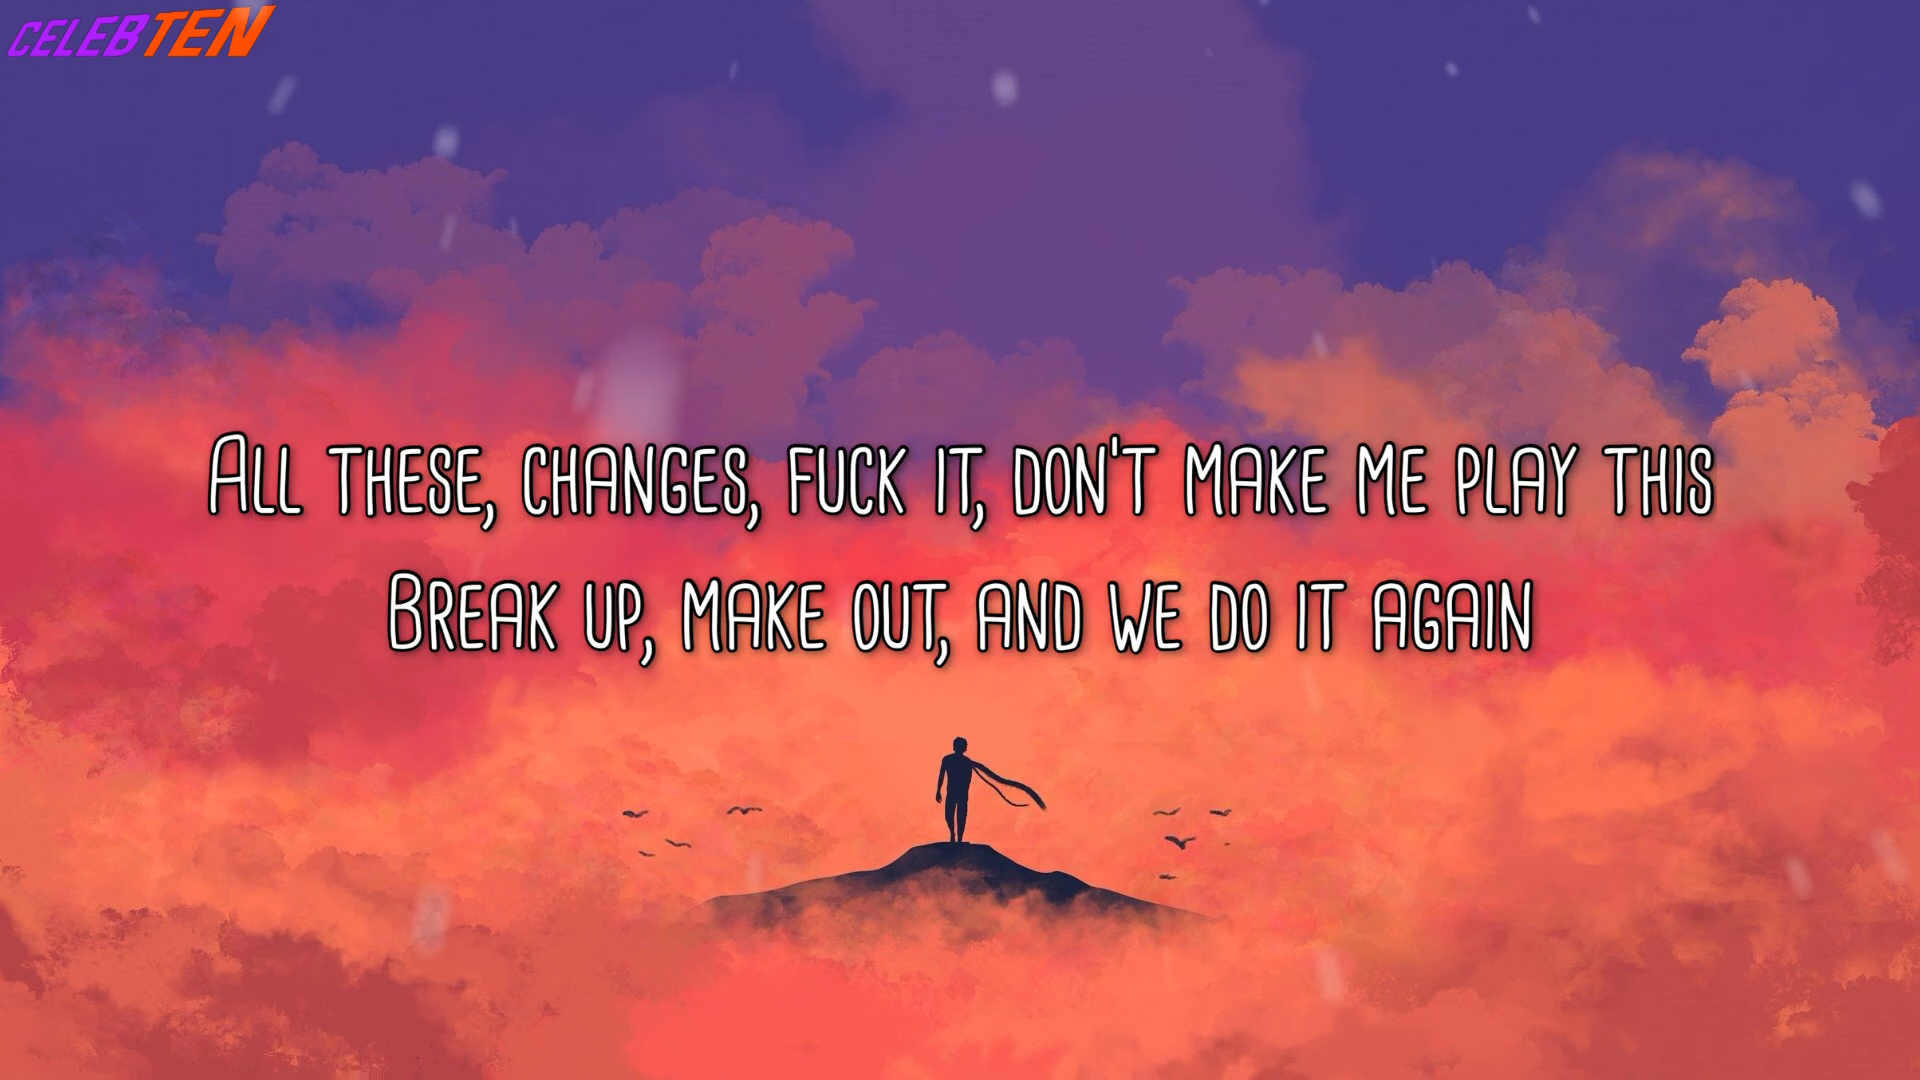 CELEBTEN
ALL THESE, CHANGES, FUCK IT, DON'T MAKE ME PLAY THIS
BREAK UP, MAKE OUT, AND WE DO IT AGAIN